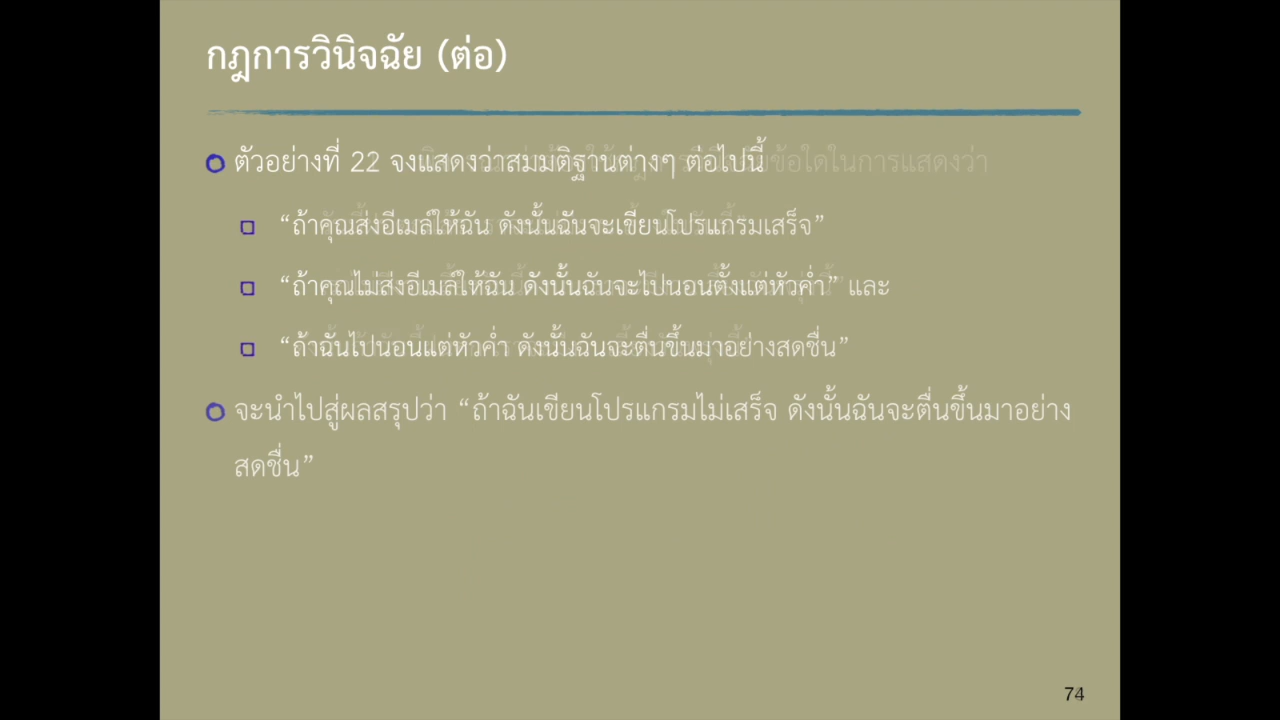 กฎการวินิจฉัย (ต่อ)
ตัวอย่างที่ 22 จงแสดงว่าสมมติฐานต่างๆ ต่อไปนี้
“ถ้าคุณส่งอีเมล์ให้ฉัน ดังนั้นฉันจะเขียนโปรแกรมเสร็จ”
“ถ้าคุณไม่ส่งอีเมล์ให้ฉัน ดังนั้นฉันจะไปนอนตั้งแต่หัวค่ำ” และ
“ถ้าฉันไปนอนแต่หัวค่ำ ดังนั้นฉันจะตื่นขึ้นมาอย่างสดชื่น”
จะนำไปสู่ผลสรุปว่า “ถ้าฉันเขียนโปรแกรมไม่เสร็จ ดังนั้นฉันจะตื่นขึ้นมาอย่าง
สดชื่น”
74